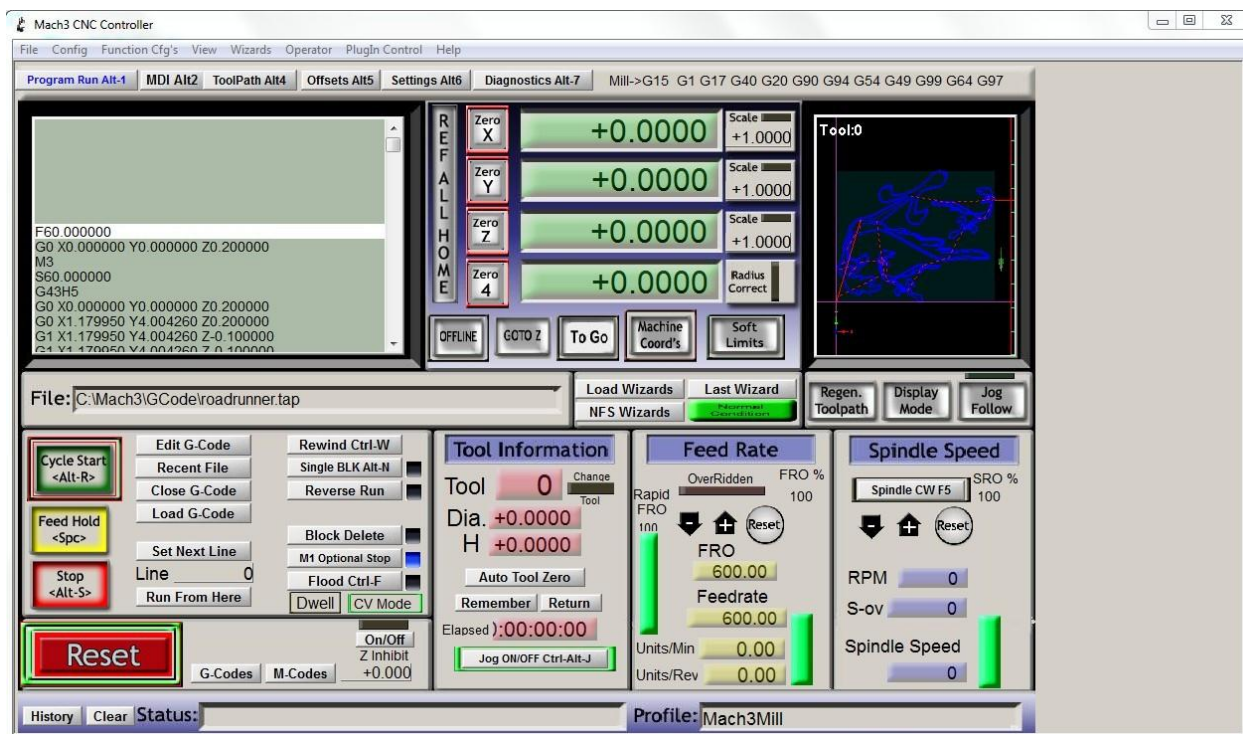 Mach3 CNC Controller
File Config Function Cfg's View Wizards Operator PlugIn Control Help
Program Run Alt-1 MDI Alt2 ToolPath Alt4 Offsets Alt5 Settings Alt6 Diagnostics Alt-7 Mill->G15 G1 G17 G40 G20 G90 G94 G54 G49 G99 G64 G97
F60.000000
G0 X0.000000 Y0.000000 Z0.200000
M3
S60.000000
G43H5
G0 X0.000000 Y0.000000 Z0.200000
G0 X1.179950 Y4.004260 Z0.200000
G1 X1.179950 Y4.004260 Z-0.100000
G1 X1.179950 Y4.004260 Z-0.100000
REF ALL HOME
Zero X +0.0000 Scale +1.0000
Zero Y +0.0000 Scale +1.0000
Zero Z +0.0000 Scale +1.0000
Zero 4 +0.0000 Radius Correct
OFFLINE GOTO Z To Go Machine Coord's Soft Limits
Tool:0
File: C:\Mach3\GCode\roadrunner.tap
Load Wizards Last Wizard
NFS Wizards Normal Condition
Regen. Toolpath Display Mode Jog Follow
Cycle Start <Alt-R>
Feed Hold <Spc>
Stop <Alt-S>
Edit G-Code
Recent File
Close G-Code
Load G-Code
Set Next Line
Line 0
Run From Here
Rewind Ctrl-W
Single BLK Alt-N
Reverse Run
Block Delete
M1 Optional Stop
Flood Ctrl-F
Dwell CV Mode
Reset
G-Codes M-Codes
On/Off
Z Inhibit
+0.000
Tool Information
Tool 0 Change Tool
Dia. +0.0000
H +0.0000
Auto Tool Zero
Remember Return
Elapsed ):00:00:00
Jog ON/OFF Ctrl-Alt-J
Feed Rate
OverRidden FRO %
100
Rapid FRO
100
Reset
FRO
600.00
Feedrate
600.00
Units/Min 0.00
Units/Rev 0.00
Spindle Speed
Spindle CW F5 SRO %
100
Reset
RPM 0
S-ov 0
Spindle Speed
0
History Clear Status:
Profile: Mach3Mill